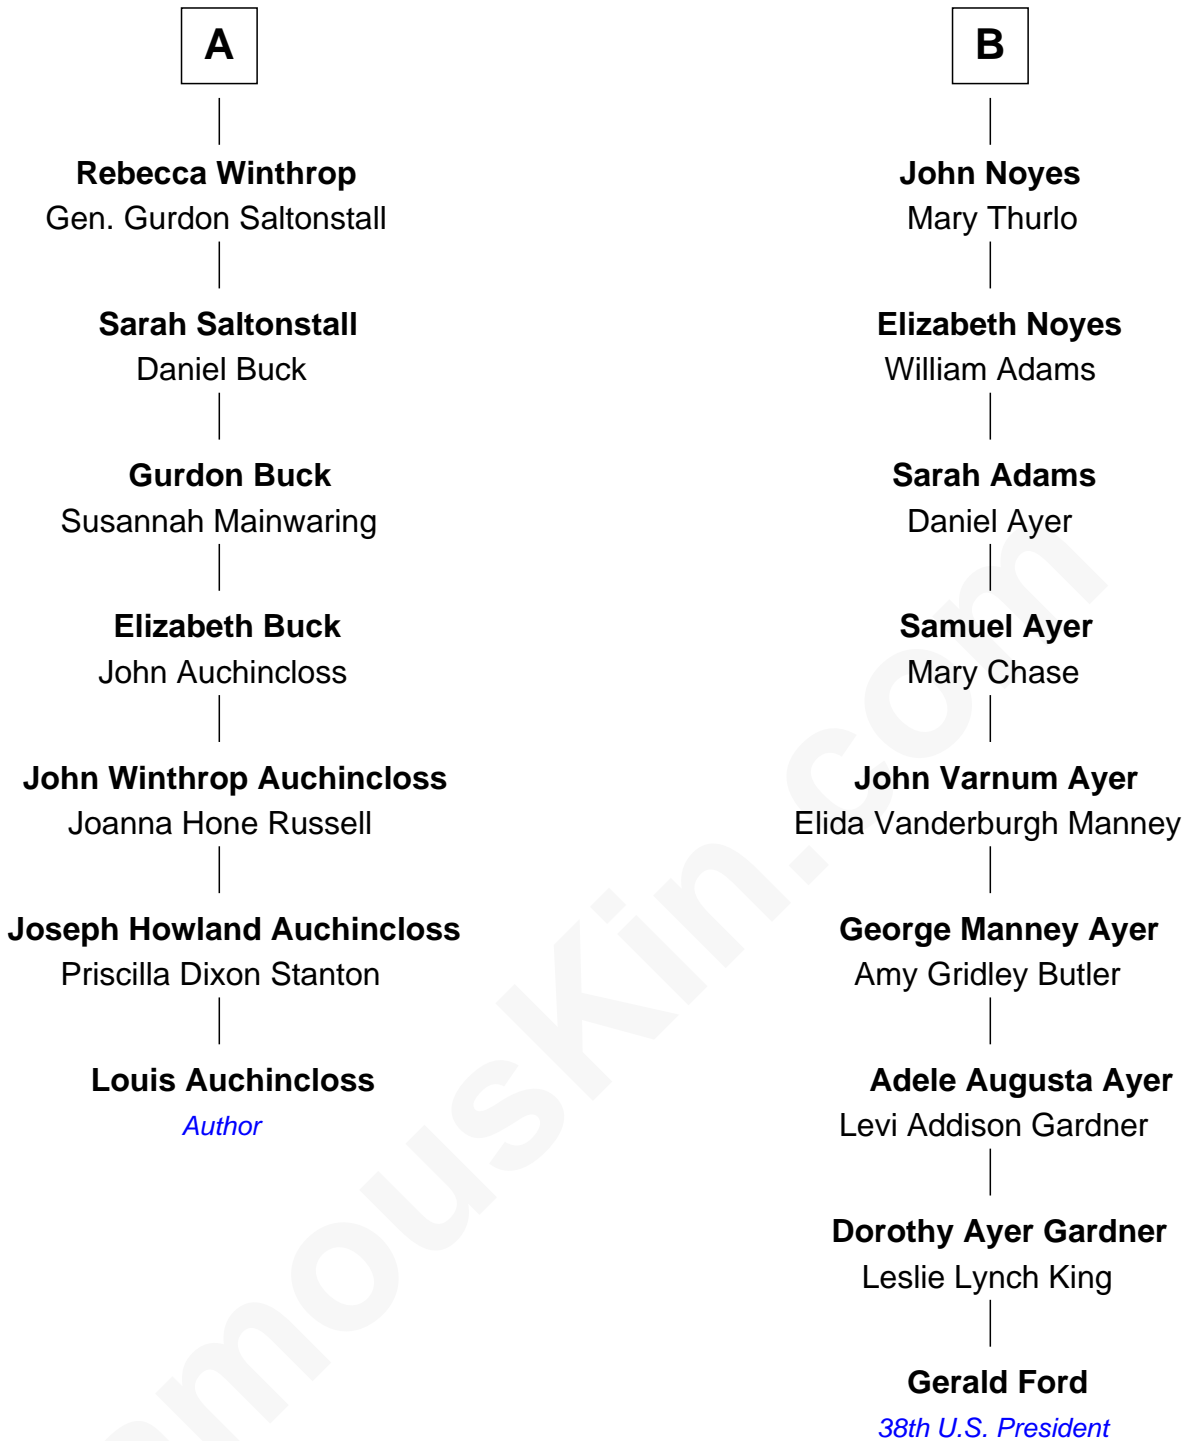 A
Rebecca Winthrop
Gen. Gurdon Saltonstall
Sarah Saltonstall
Daniel Buck
Gurdon Buck
Susannah Mainwaring
Elizabeth Buck
John Auchincloss
John Winthrop Auchincloss
Joanna Hone Russell
Joseph Howland Auchincloss
Priscilla Dixon Stanton
Louis Auchincloss
Author
B
John Noyes
Mary Thurlo
Elizabeth Noyes
William Adams
Sarah Adams
Daniel Ayer
Samuel Ayer
Mary Chase
John Varnum Ayer
Elida Vanderburgh Manney
George Manney Ayer
Amy Gridley Butler
Adele Augusta Ayer
Levi Addison Gardner
Dorothy Ayer Gardner
Leslie Lynch King
Gerald Ford
38th U.S. President
amousKin.com